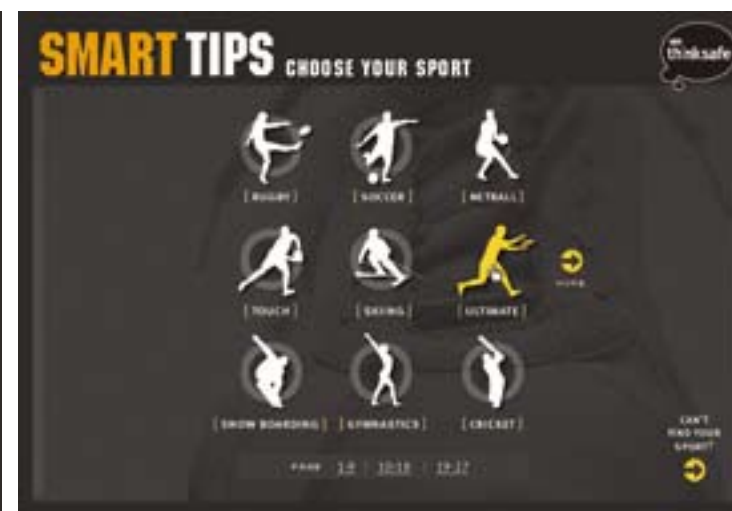 SMART TIPS CHOOSE YOUR SPORT
thinksafe
[ RUGBY ] [ SOCCER ] [ NETBALL ]
[ TOUCH ] [ SKIING ] [ ULTIMATE ]
[ SNOW BOARDING ] [ GYMNASTICS ] [ CRICKET ]
CAN'T
FIND YOUR
SPORT?
PAGE 1-9 | 10-18 | 19-27